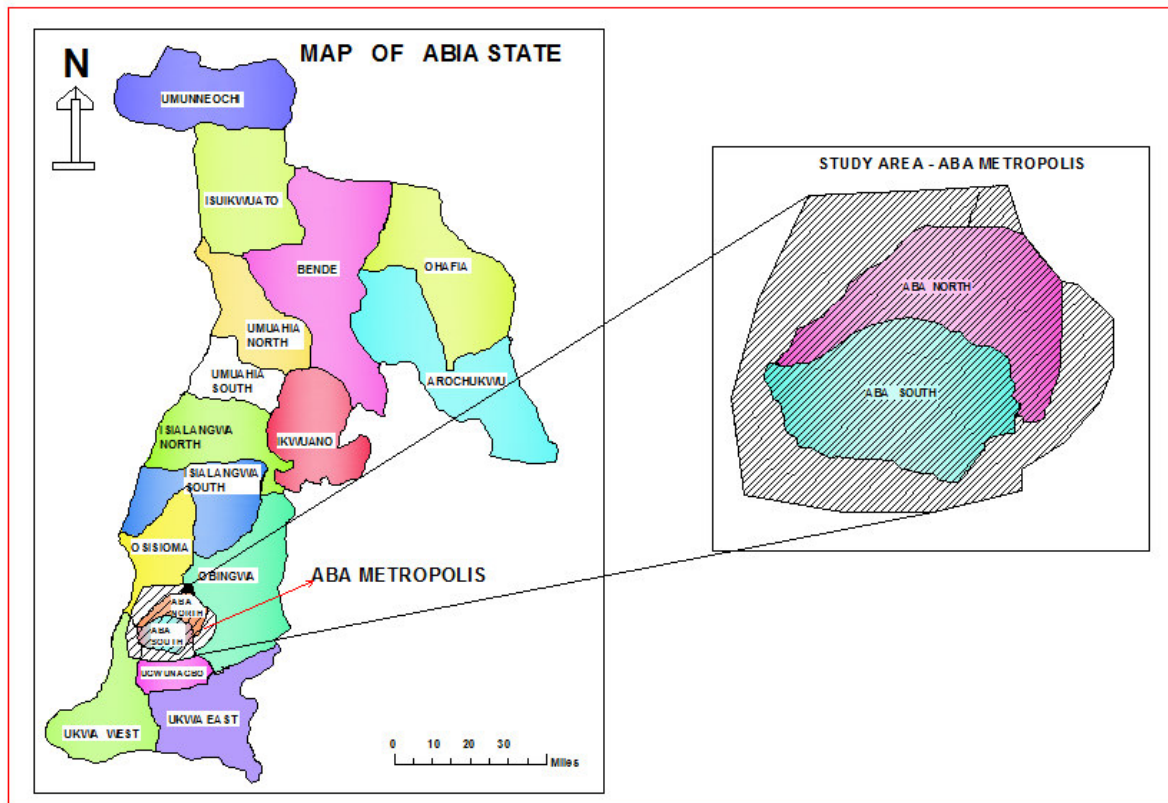 MAP OF ABIA STATE
N
UMUNNEOCHI
ISUIKWUATO
BENDE
OHAFIA
UMUAHIA
NORTH
UMUAHIA
SOUTH
AROCHUKWU
ISIALANGWA
NORTH
IKWUANO
ISIALANGWA
SOUTH
OSISIOMA
OBINGWA
ABA METROPOLIS
ABA
NORTH
ABA
SOUTH
UGWUNAGBO
UKWA WEST
UKWA EAST
0 10 20 30
Miles
STUDY AREA - ABA METROPOLIS
ABA NORTH
ABA SOUTH